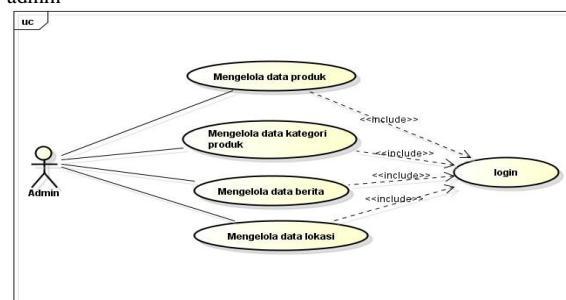 admin
uc
Mengelola data produk
<<include>>
Mengelola data kategori
produk
<<include>>
login
<<include>>
Admin
Mengelola data berita
<<include>>
Mengelola data lokasi